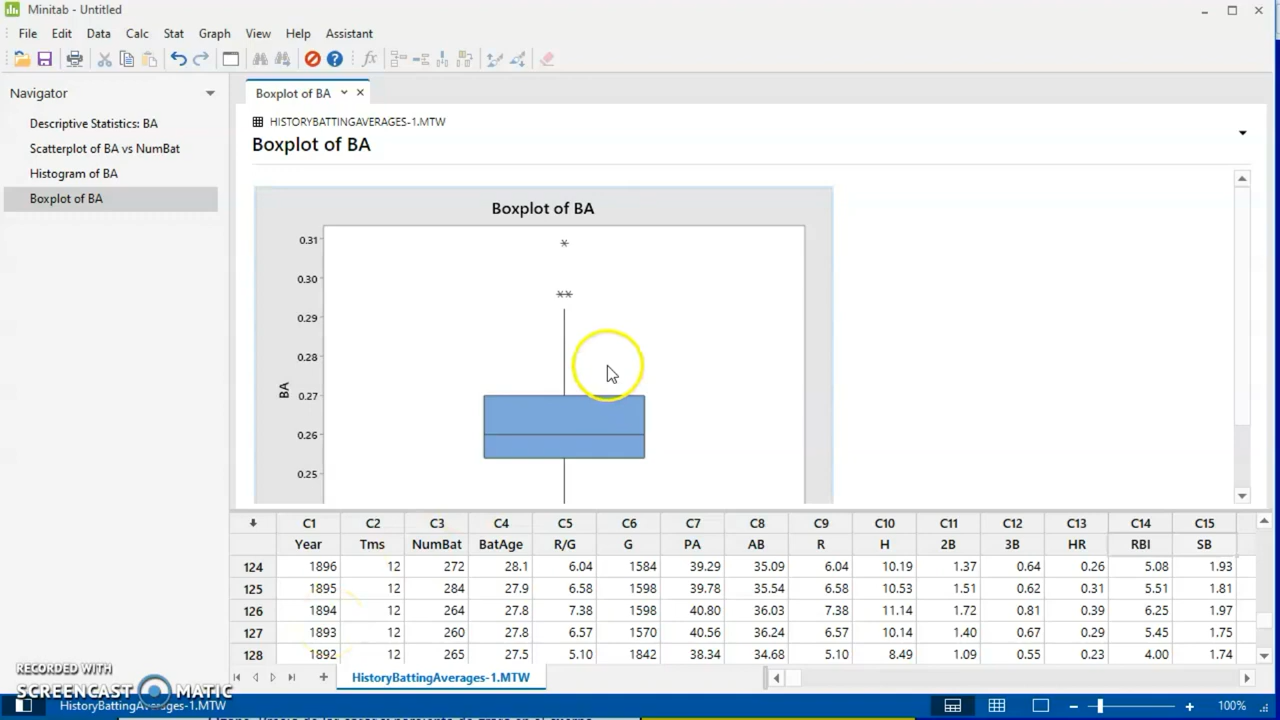 Minitab - Untitled
File Edit Data Calc Stat Graph View Help Assistant
Navigator
Descriptive Statistics: BA
Scatterplot of BA vs NumBat
Histogram of BA
Boxplot of BA
Boxplot of BA
HISTORYBATTINGAVERAGES-1.MTW
Boxplot of BA
Boxplot of BA
0.31
0.30
0.29
0.28
0.27
0.26
0.25
BA
C1 C2 C3 C4 C5 C6 C7 C8 C9 C10 C11 C12 C13 C14 C15
Year Tms NumBat BatAge R/G G PA AB R H 2B 3B HR RBI SB
124 1896 12 272 28.1 6.04 1584 39.29 35.09 6.04 10.19 1.37 0.64 0.26 5.08 1.93
125 1895 12 284 27.9 6.58 1598 39.78 35.54 6.58 10.53 1.51 0.62 0.31 5.51 1.81
126 1894 12 264 27.8 7.38 1598 40.80 36.03 7.38 11.14 1.72 0.81 0.39 6.25 1.97
127 1893 12 260 27.8 6.57 1570 40.56 36.24 6.57 10.14 1.40 0.67 0.29 5.45 1.75
128 1892 12 265 27.5 5.10 1842 38.34 34.68 5.10 8.49 1.09 0.55 0.23 4.00 1.74
HistoryBattingAverages-1.MTW
RECORDED WITH
SCREENCAST MATIC
HistoryBattingAverages-1.MTW
100%